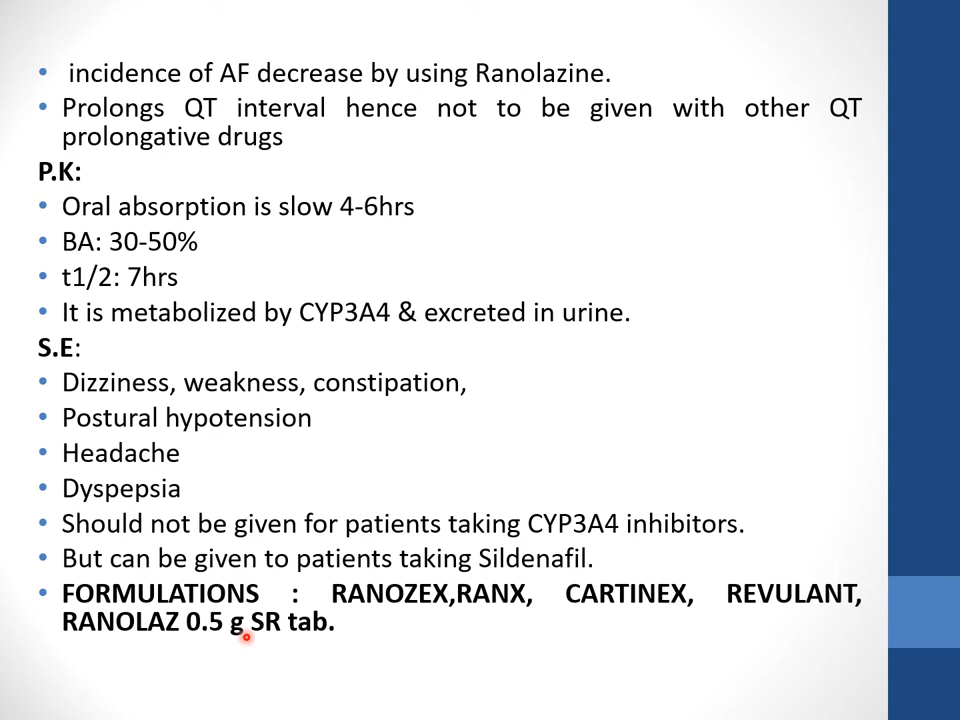 • incidence of AF decrease by using Ranolazine.
• Prolongs QT interval hence not to be given with other QT
prolongative drugs
P.K:
• Oral absorption is slow 4-6hrs
• BA: 30-50%
• t1/2: 7hrs
• It is metabolized by CYP3A4 & excreted in urine.
S.E:
• Dizziness, weakness, constipation,
• Postural hypotension
• Headache
• Dyspepsia
• Should not be given for patients taking CYP3A4 inhibitors.
• But can be given to patients taking Sildenafil.
• FORMULATIONS : RANOZEX,RANX, CARTINEX, REVULANT,
RANOLAZ 0.5 g SR tab.